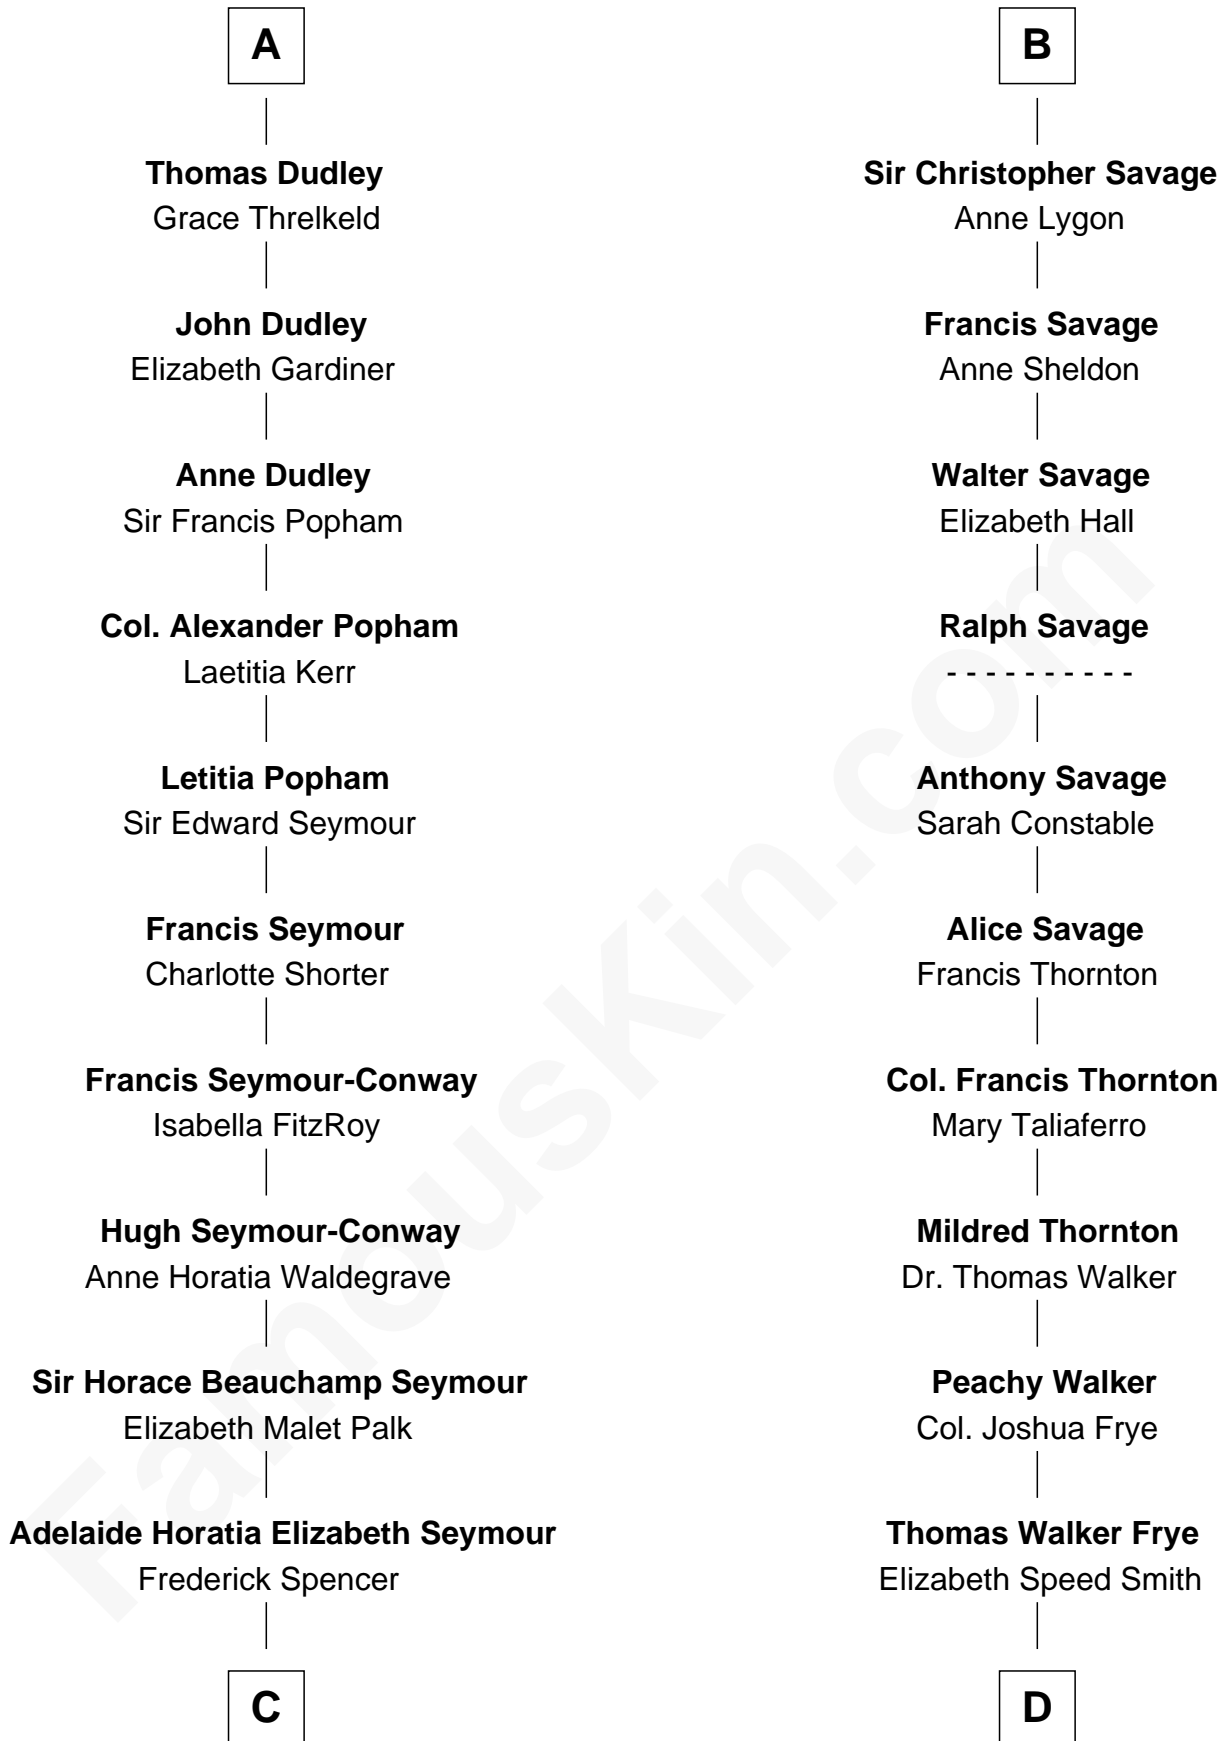 A
Thomas Dudley
Grace Threlkeld
John Dudley
Elizabeth Gardiner
Anne Dudley
Sir Francis Popham
Col. Alexander Popham
Laetitia Kerr
Letitia Popham
Sir Edward Seymour
Francis Seymour
Charlotte Shorter
Francis Seymour-Conway
Isabella FitzRoy
Hugh Seymour-Conway
Anne Horatia Waldegrave
Sir Horace Beauchamp Seymour
Elizabeth Malet Palk
Adelaide Horatia Elizabeth Seymour
Frederick Spencer
C
B
Sir Christopher Savage
Anne Lygon
Francis Savage
Anne Sheldon
Walter Savage
Elizabeth Hall
Ralph Savage
- - - - - - - - - -
Anthony Savage
Sarah Constable
Alice Savage
Francis Thornton
Col. Francis Thornton
Mary Taliaferro
Mildred Thornton
Dr. Thomas Walker
Peachy Walker
Col. Joshua Frye
Thomas Walker Frye
Elizabeth Speed Smith
D
FamousKin.com